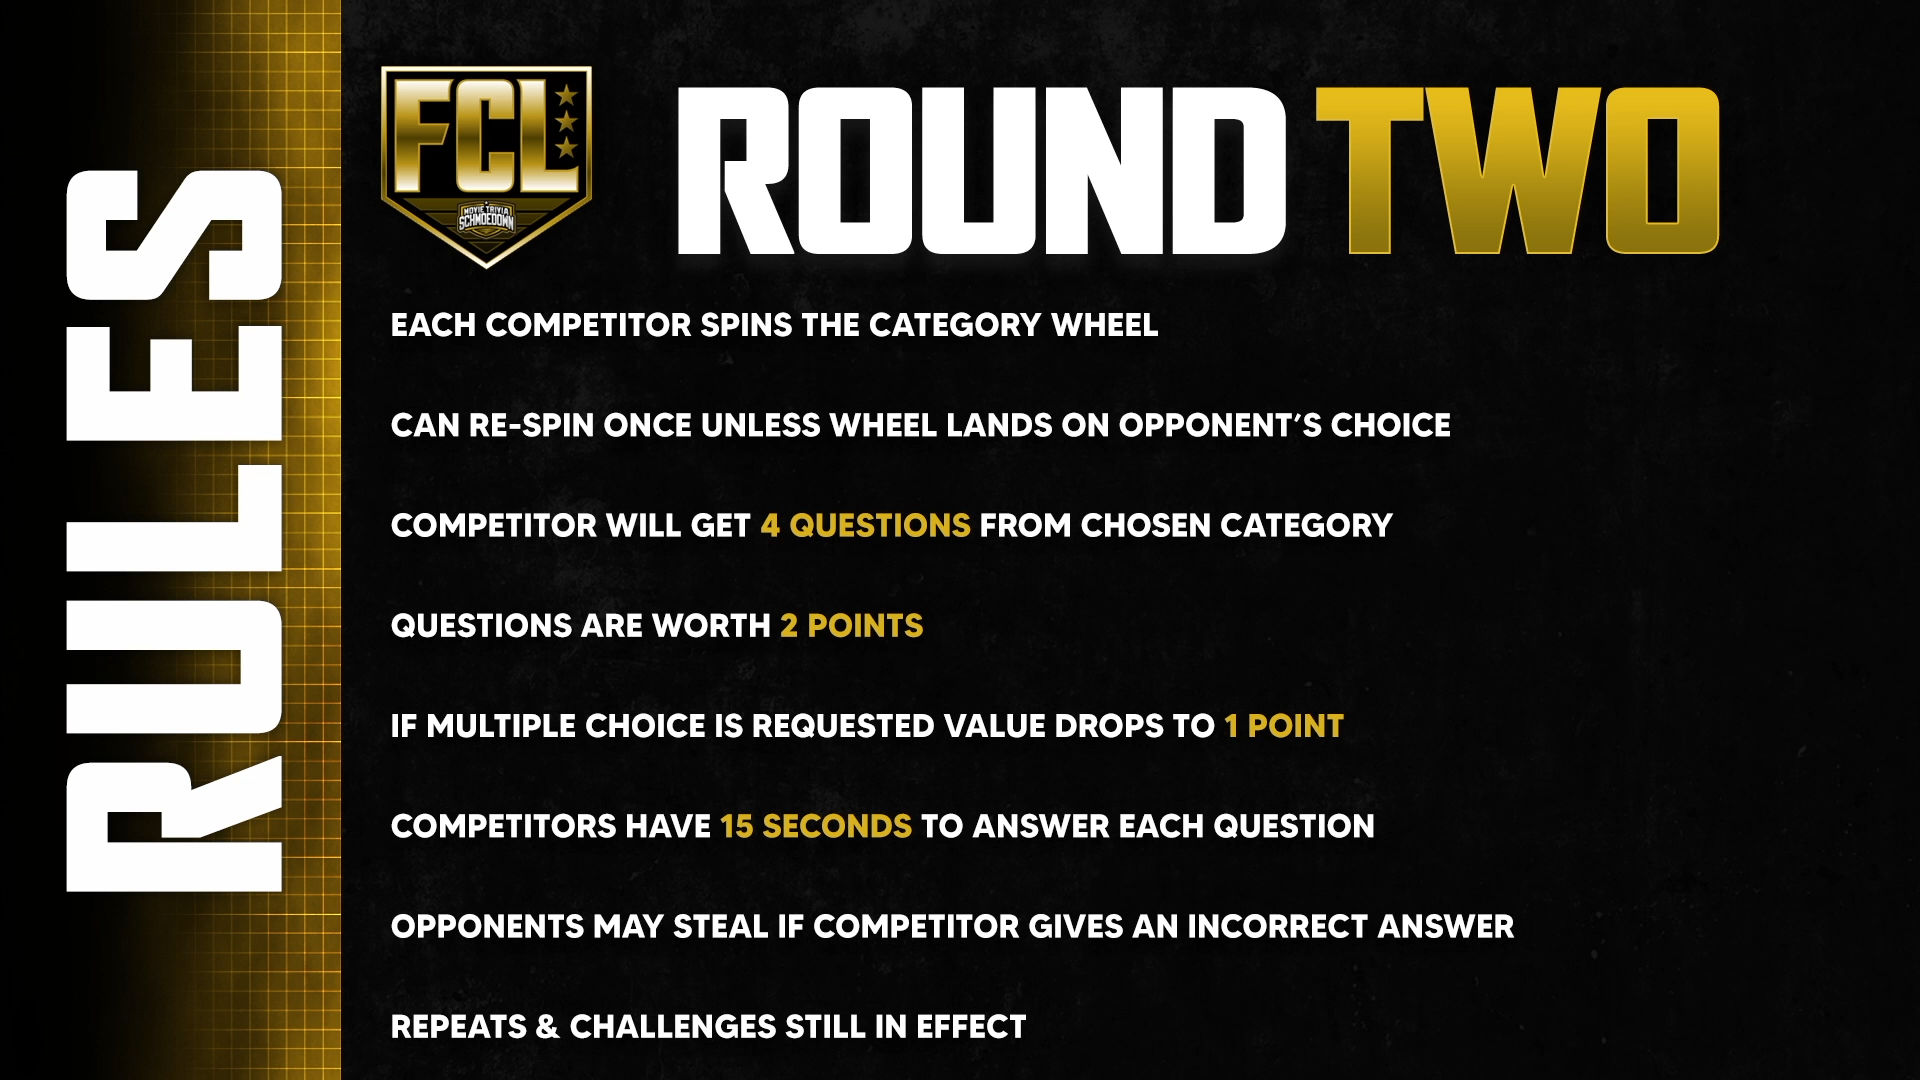 RULES
FCL
MOVIE TRIVIA
SCHMOEDOWN
ROUND TWO
EACH COMPETITOR SPINS THE CATEGORY WHEEL
CAN RE-SPIN ONCE UNLESS WHEEL LANDS ON OPPONENT’S CHOICE
COMPETITOR WILL GET 4 QUESTIONS FROM CHOSEN CATEGORY
QUESTIONS ARE WORTH 2 POINTS
IF MULTIPLE CHOICE IS REQUESTED VALUE DROPS TO 1 POINT
COMPETITORS HAVE 15 SECONDS TO ANSWER EACH QUESTION
OPPONENTS MAY STEAL IF COMPETITOR GIVES AN INCORRECT ANSWER
REPEATS & CHALLENGES STILL IN EFFECT